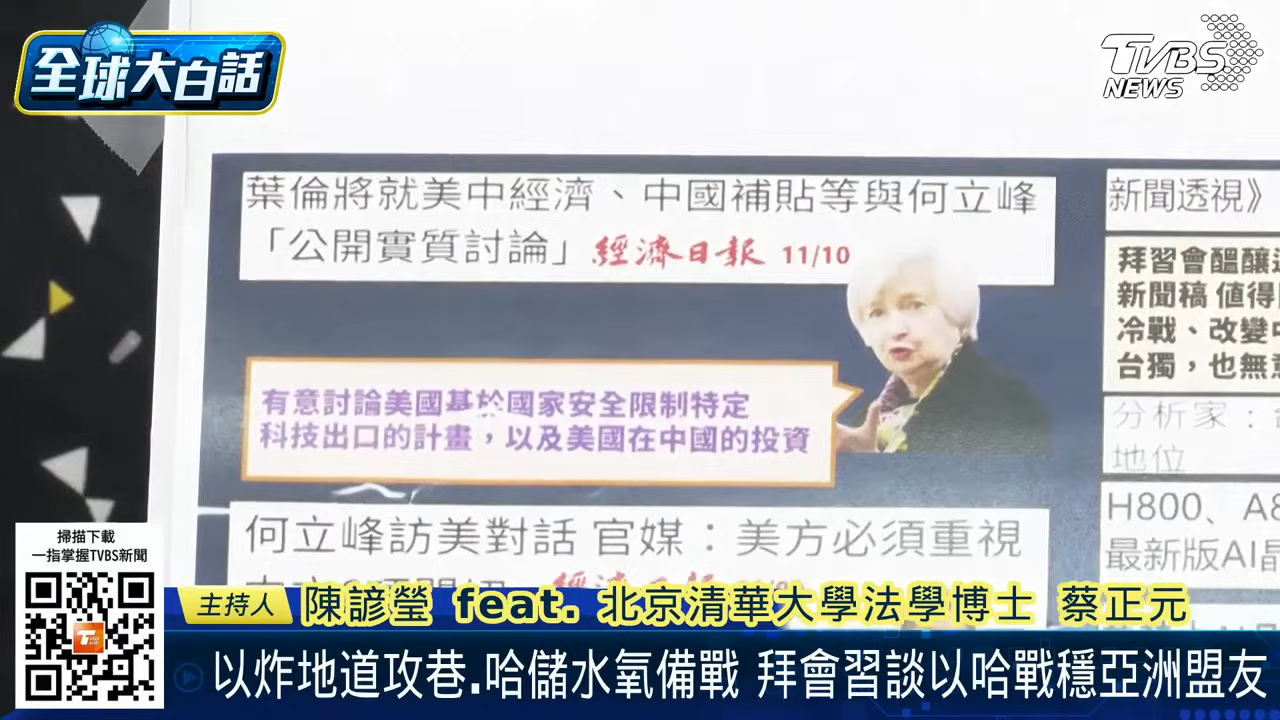 全球大白話
TVBS
NEWS
葉倫將就美中經濟、中國補貼等與何立峰
「公開實質討論」經濟日報 11/10
有意討論美國基於國家安全限制特定
科技出口的計畫，以及美國在中國的投資
何立峰訪美對話 官媒：美方必須重視
新聞透視》
拜習會醞釀
新聞稿 值得
冷戰、改變中
台獨，也無意
分析家：
地位
H800、A8
最新版AI晶
掃描下載
一指掌握TVBS新聞
主持人 陳諺瑩 feat. 北京清華大學法學博士 蔡正元
以炸地道攻巷.哈儲水氧備戰 拜會習談以哈戰穩亞洲盟友